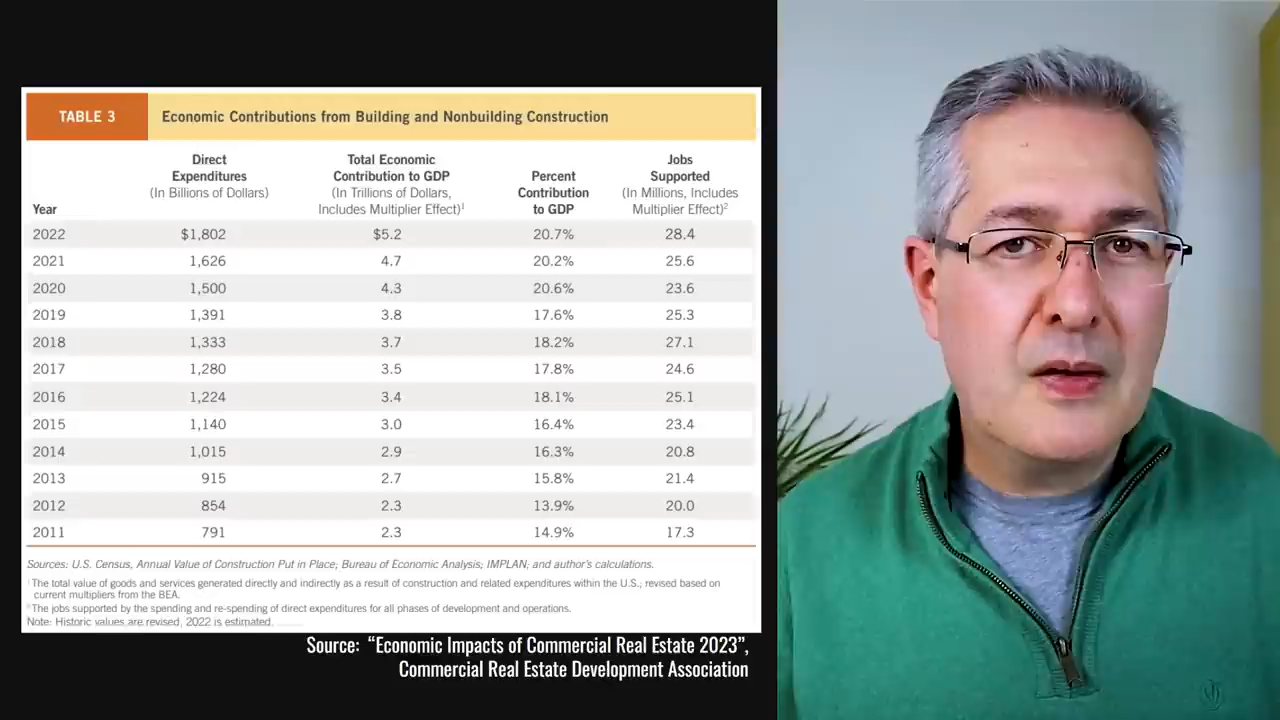 TABLE 3 Economic Contributions from Building and Nonbuilding Construction
Year
Direct
Expenditures
(In Billions of Dollars)
Total Economic
Contribution to GDP
(In Trillions of Dollars,
Includes Multiplier Effect)1
Percent
Contribution
to GDP
Jobs
Supported
(In Millions, Includes
Multiplier Effect)2
2022 $1,802 $5.2 20.7% 28.4
2021 1,626 4.7 20.2% 25.6
2020 1,500 4.3 20.6% 23.6
2019 1,391 3.8 17.6% 25.3
2018 1,333 3.7 18.2% 27.1
2017 1,280 3.5 17.8% 24.6
2016 1,224 3.4 18.1% 25.1
2015 1,140 3.0 16.4% 23.4
2014 1,015 2.9 16.3% 20.8
2013 915 2.7 15.8% 21.4
2012 854 2.3 13.9% 20.0
2011 791 2.3 14.9% 17.3
Sources: U.S. Census, Annual Value of Construction Put in Place; Bureau of Economic Analysis; IMPLAN; and author's calculations.
1 The total value of goods and services generated directly and indirectly as a result of construction and related expenditures within the U.S., revised based on
current multipliers from the BEA.
2 The jobs supported by the spending and re-spending of direct expenditures for all phases of development and operations.
Note: Historic values are revised, 2022 is estimated.
Source: “Economic Impacts of Commercial Real Estate 2023”,
Commercial Real Estate Development Association